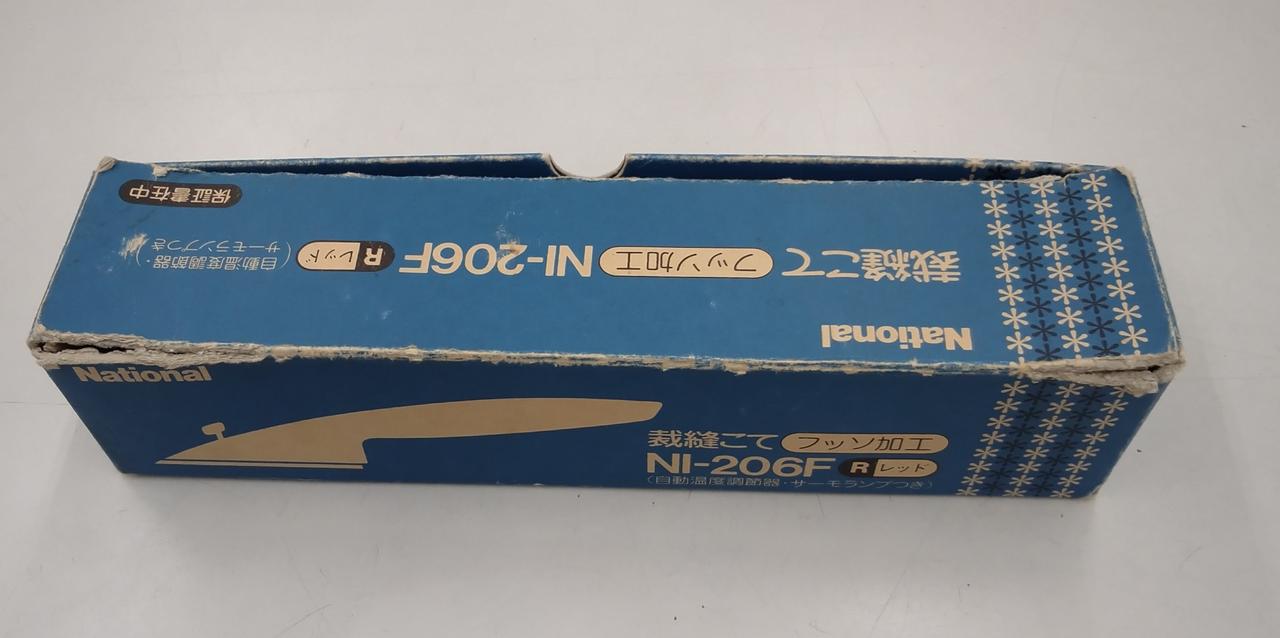 National
裁縫こて フッソ加工 NI-206F R レッド (自動温度調節器・サーモランプつき)
保証書在中
National
裁縫こて フッソ加工
NI-206F R レッド
(自動温度調節器・サーモランプつき)